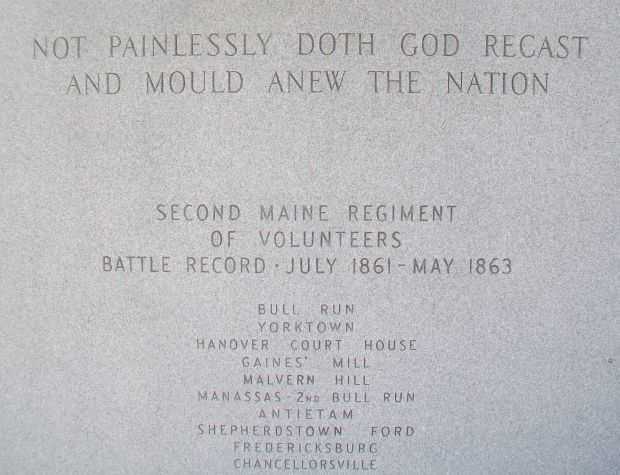 NOT PAINLESSLY DOTH GOD RECAST
AND MOULD ANEW THE NATION
SECOND MAINE REGIMENT
OF VOLUNTEERS
BATTLE RECORD · JULY 1861 - MAY 1863
BULL RUN
YORKTOWN
HANOVER COURT HOUSE
GAINES' MILL
MALVERN HILL
MANASSAS - 2ND BULL RUN
ANTIETAM
SHEPHERDSTOWN FORD
FREDERICKSBURG
CHANCELLORSVILLE